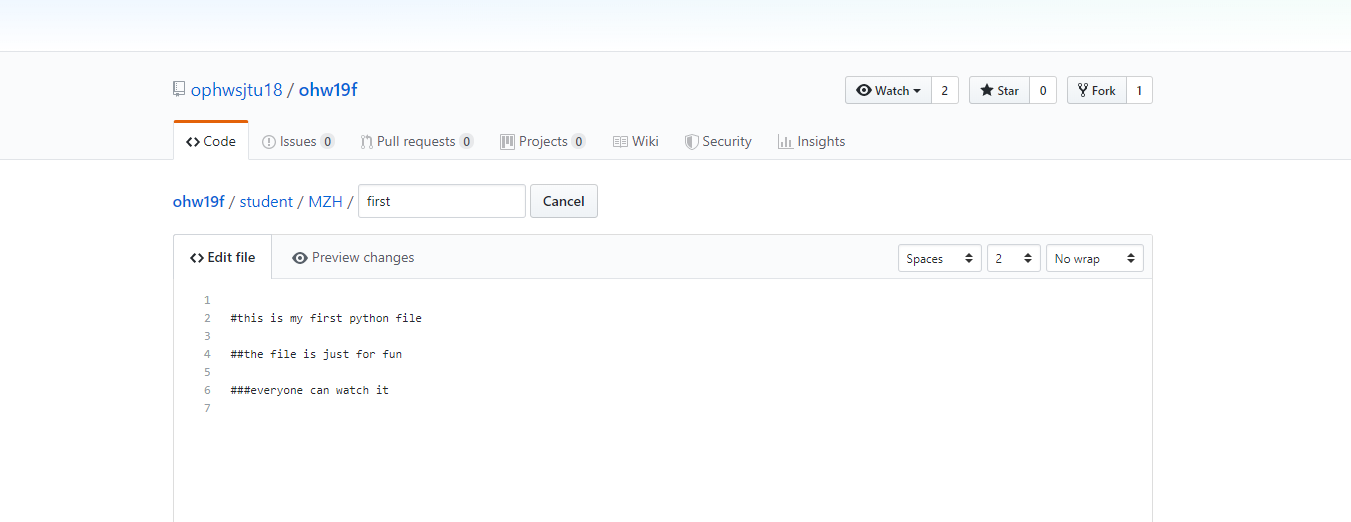 ophwsjtu18 / ohw19f
Watch 2 Star 0 Fork 1
Code Issues 0 Pull requests 0 Projects 0 Wiki Security Insights
ohw19f / student / MZH / first Cancel
Edit file Preview changes Spaces 2 No wrap
1
2 #this is my first python file
3
4 ##the file is just for fun
5
6 ###everyone can watch it
7